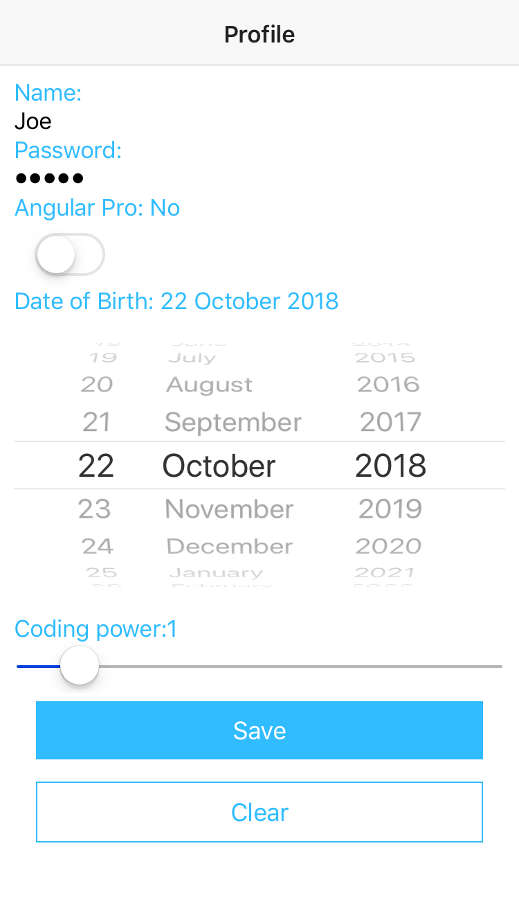 Profile
Name:
Joe
Password:
●●●●●
Angular Pro: No
Date of Birth: 22 October 2018
19 July 2015
20 August 2016
21 September 2017
22 October 2018
23 November 2019
24 December 2020
25 January 2021
Coding power:1
Save
Clear